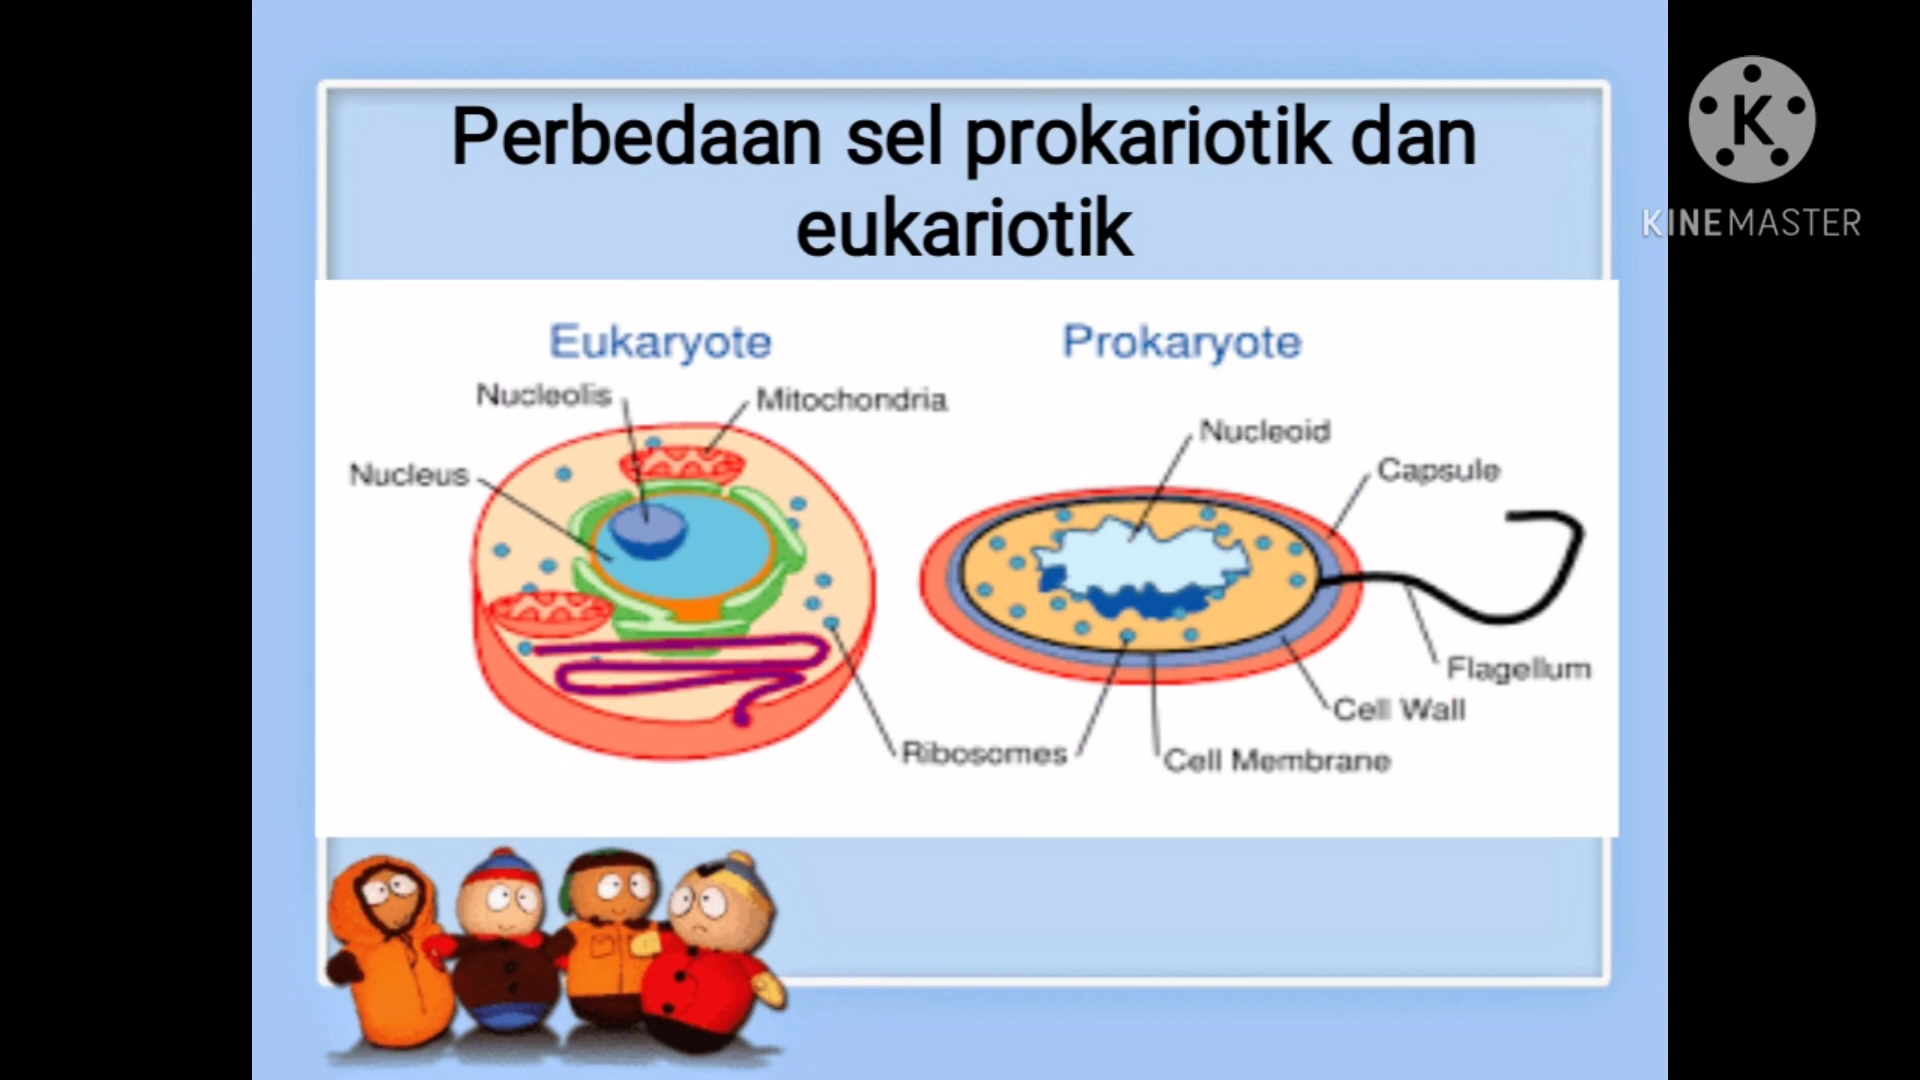 Perbedaan sel prokariotik dan
eukariotik
K
KINEMASTER
Eukaryote
Prokaryote
Nucleolis
Mitochondria
Nucleus
Nucleoid
Capsule
Flagellum
Cell Wall
Ribosomes
Cell Membrane